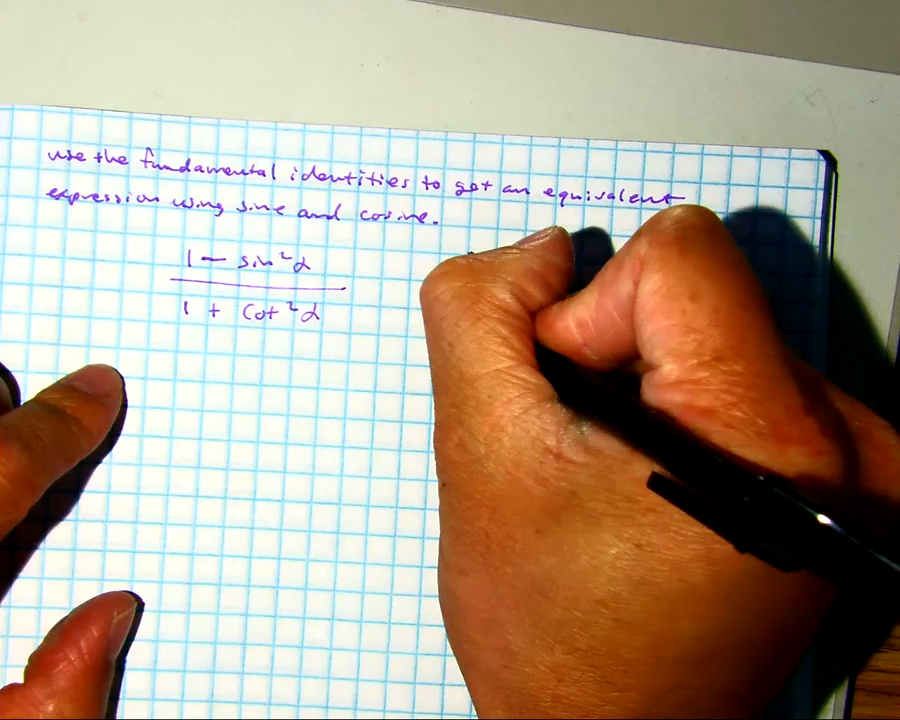 use the fundamental identities to get an equivalent
expression using sine and cosine.
1 - sin²α
1 + cot²α